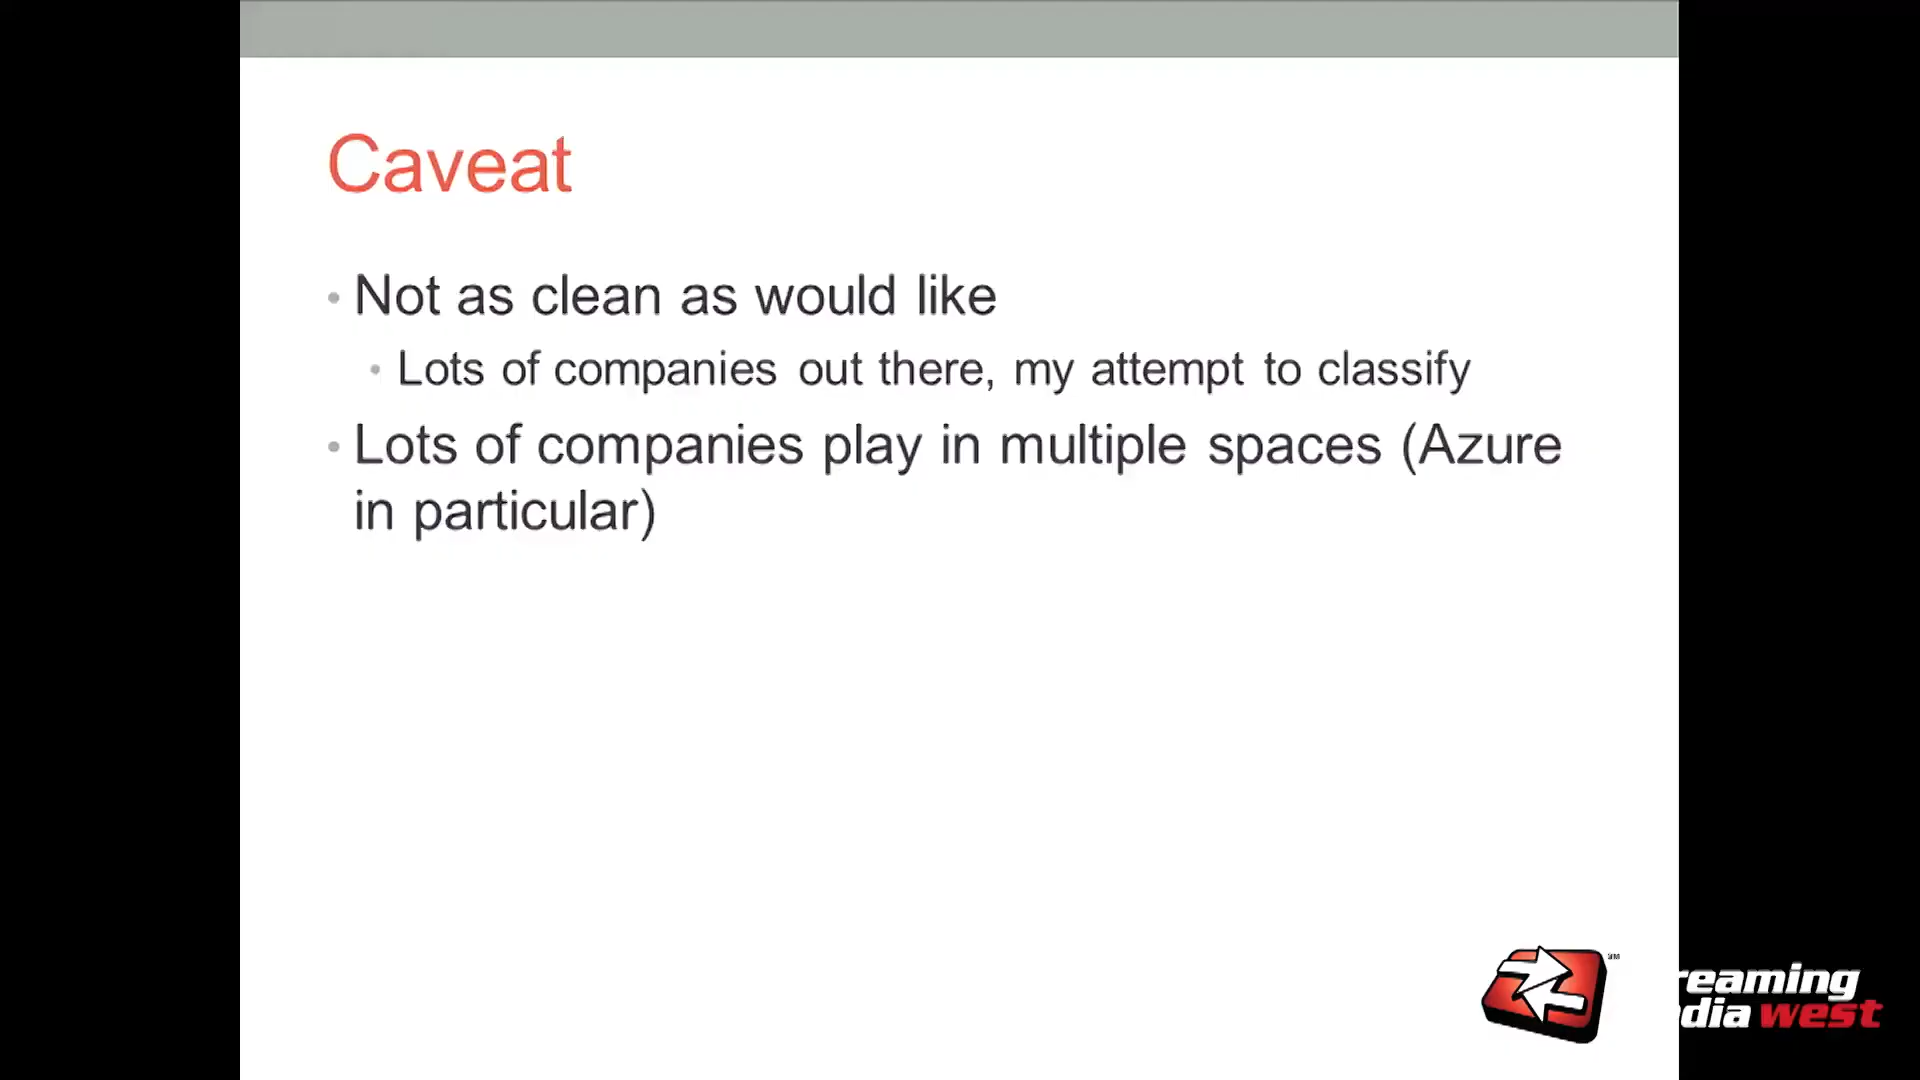 Caveat
• Not as clean as would like
• Lots of companies out there, my attempt to classify
• Lots of companies play in multiple spaces (Azure
in particular)
SM
reaming
dia west